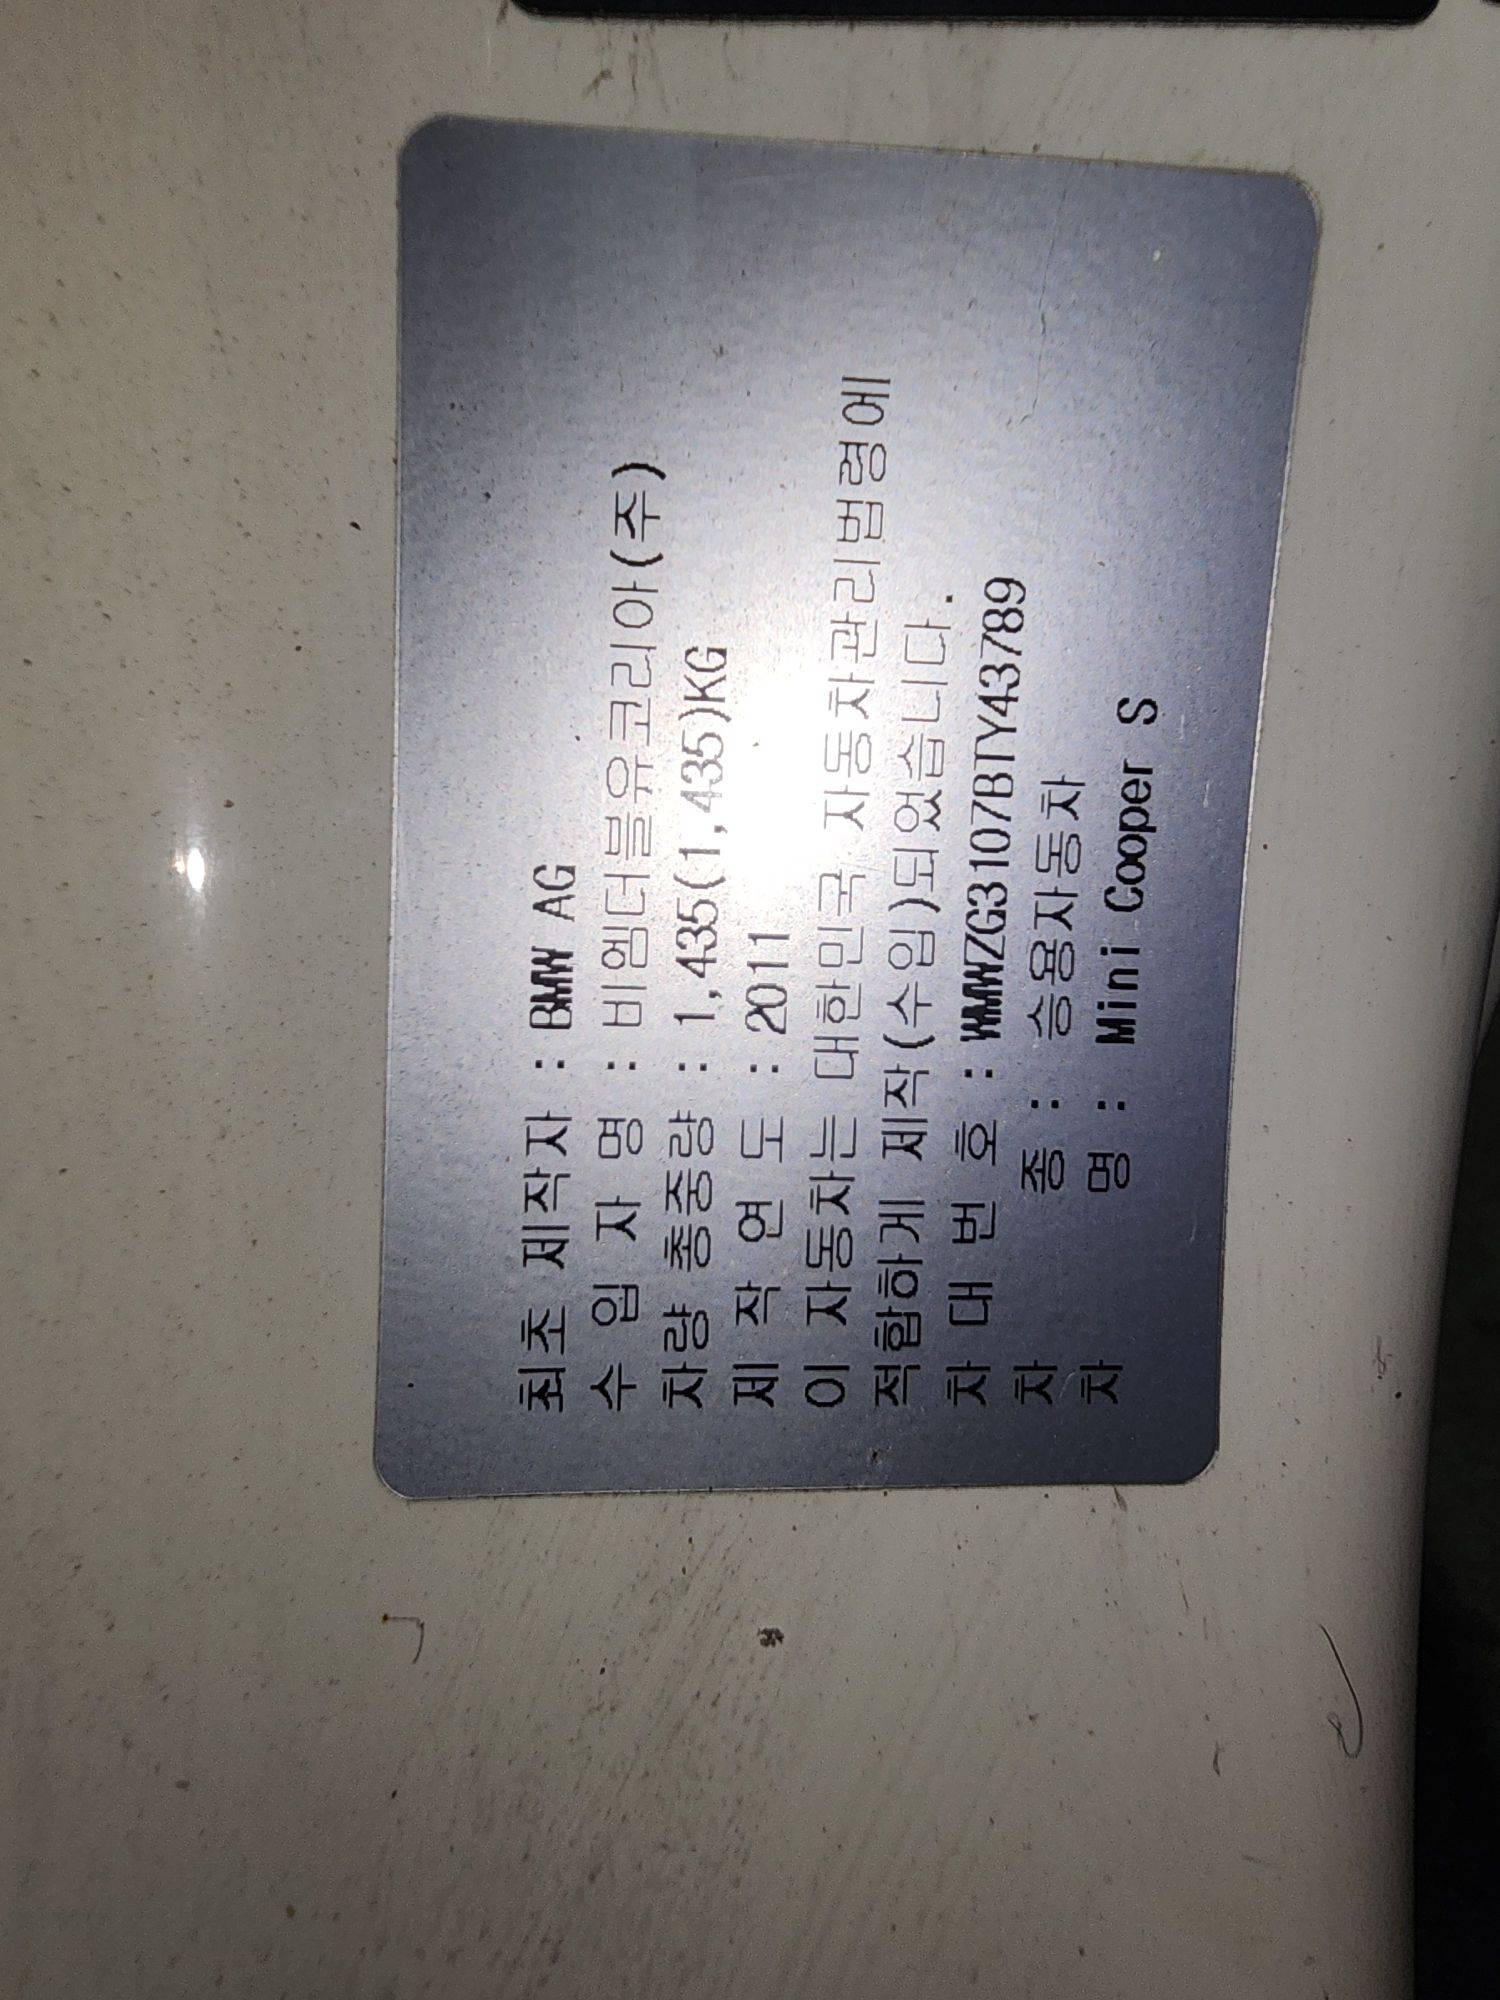 최초 제작자 : BMW AG
수 입 자 명 : 비엠더블유코리아(주)
차량 총중량 : 1,435(1,435)KG
제 작 연 도 : 2011
이 자동차는 대한민국 자동차관리법령에
적합하게 제작(수입)되었습니다.
차 대 번 호 : WMWZG3107BTY43789
차 종 : 승용자동차
차 명 : Mini Cooper S